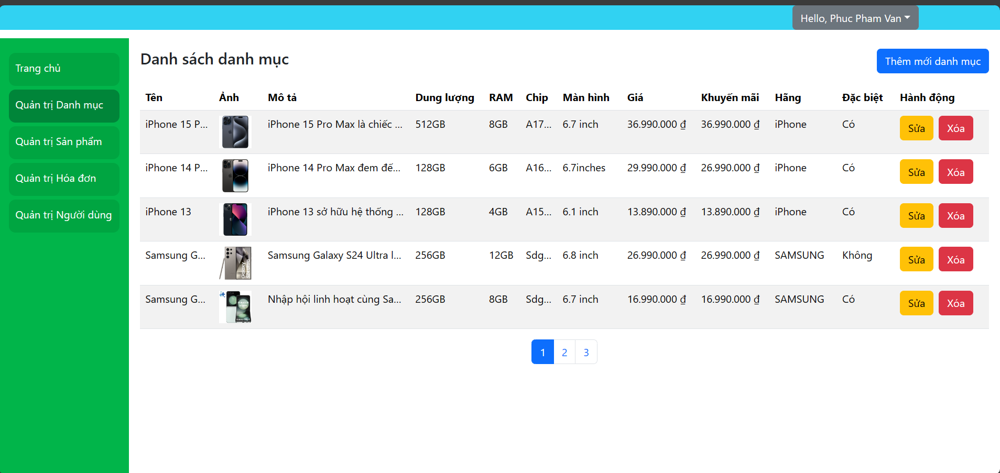 Hello, Phuc Pham Van
Trang chủ
Quản trị Danh mục
Quản trị Sản phẩm
Quản trị Hóa đơn
Quản trị Người dùng
Danh sách danh mục
Thêm mới danh mục
Tên Ảnh Mô tả Dung lượng RAM Chip Màn hình Giá Khuyến mãi Hãng Đặc biệt Hành động
iPhone 15 P... iPhone 15 Pro Max là chiếc ... 512GB 8GB A17... 6.7 inch 36.990.000 ₫ 36.990.000 ₫ iPhone Có Sửa Xóa
iPhone 14 P... iPhone 14 Pro Max đem đế... 128GB 6GB A16... 6.7inches 29.990.000 ₫ 26.990.000 ₫ iPhone Có Sửa Xóa
iPhone 13 iPhone 13 sở hữu hệ thống ... 128GB 4GB A15... 6.1 inch 13.890.000 ₫ 13.890.000 ₫ iPhone Có Sửa Xóa
Samsung G... Galaxy S24 Ultra Samsung Galaxy S24 Ultra l... 256GB 12GB Sdg... 6.8 inch 26.990.000 ₫ 26.990.000 ₫ SAMSUNG Không Sửa Xóa
Samsung G... Nhập hội linh hoạt cùng Sa... 256GB 8GB Sdg... 6.7 inch 16.990.000 ₫ 16.990.000 ₫ SAMSUNG Có Sửa Xóa
1 2 3